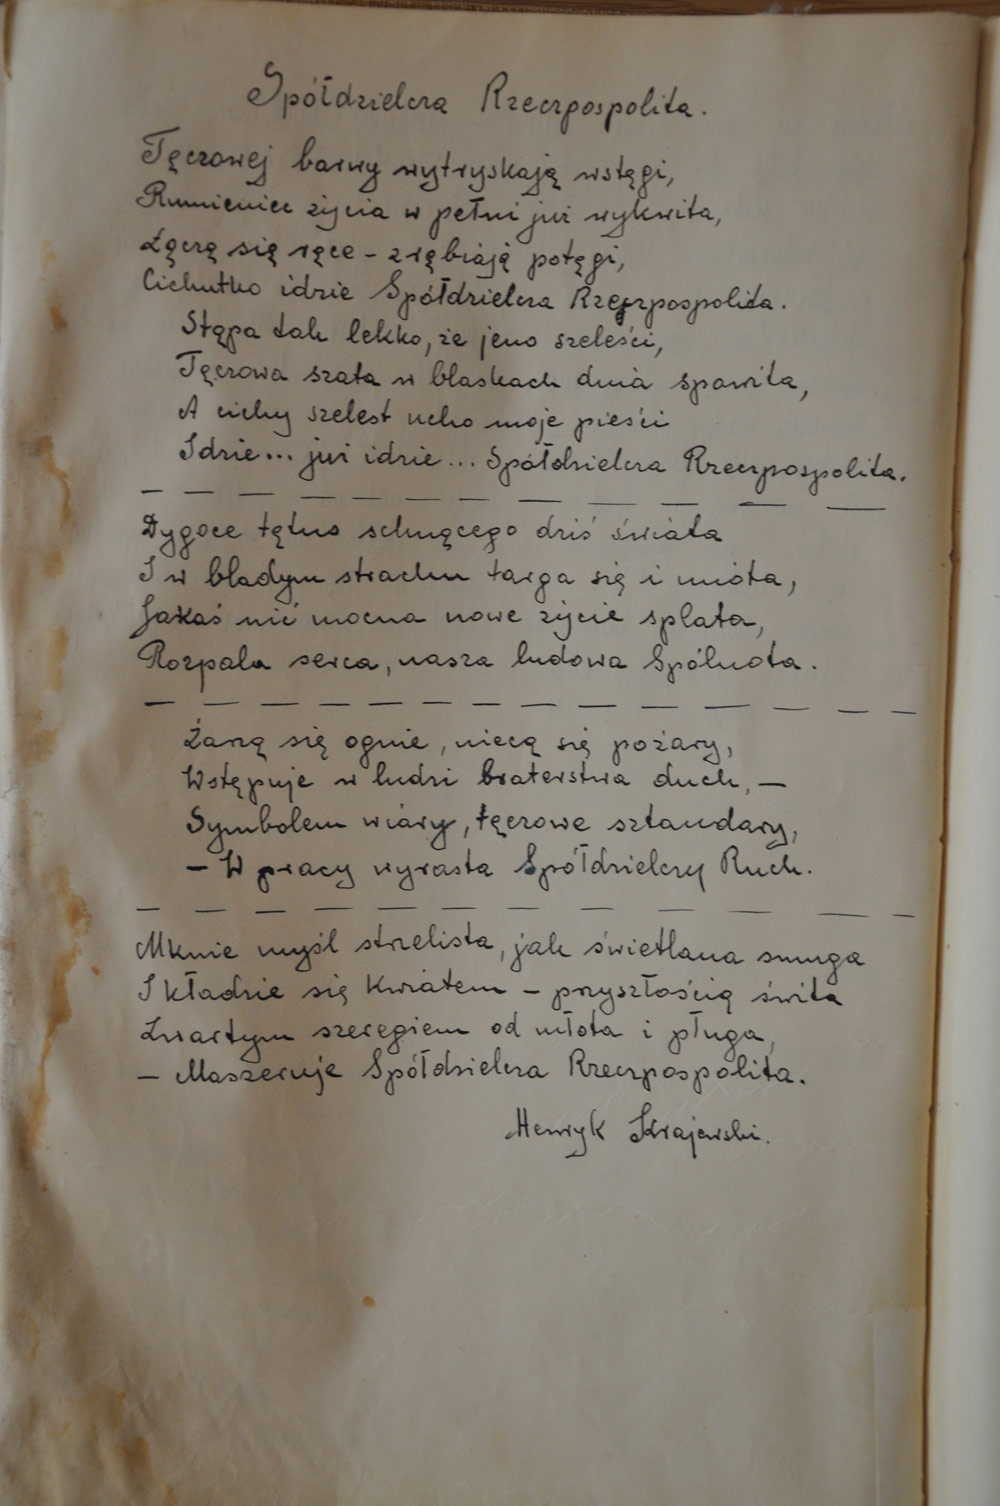 Spółdzielcza Rzeczpospolita.
Tęczowej barwy wytryskają wstęgi,
Rumieniec życia w pełni już wykwita,
Łączą się ręce - zrębiają potęgi,
Cichutko idzie Spółdzielcza Rzeczpospolita.
Stąpa tak lekko, że jeno szeleści,
Tęczowa szata w blaskach dnia spowita,
A cichy szelest ucho moje pieści
Idzie... już idzie... Spółdzielcza Rzeczpospolita.
Dygoce tętno schnącego dziś świata
I w bladym strachu targa się i miota,
Jakaś nić mocna nowe życie splata,
Rozpala serca, nasza ludowa Spólnota.
Żarzą się ognie, niecą się pożary,
Wstępuje w ludzi braterstwa duch, —
Symbolem wiary, tęczowe sztandary,
— W pracy wyrasta Spółdzielczy Ruch.
Mknie myśl strzelista, jak świetlana smuga
I kładzie się kwiatem - przyszłością świta
Zwartym szeregiem od młota i pługa,
— Maszeruje Spółdzielcza Rzeczpospolita.
Henryk Krajewski.